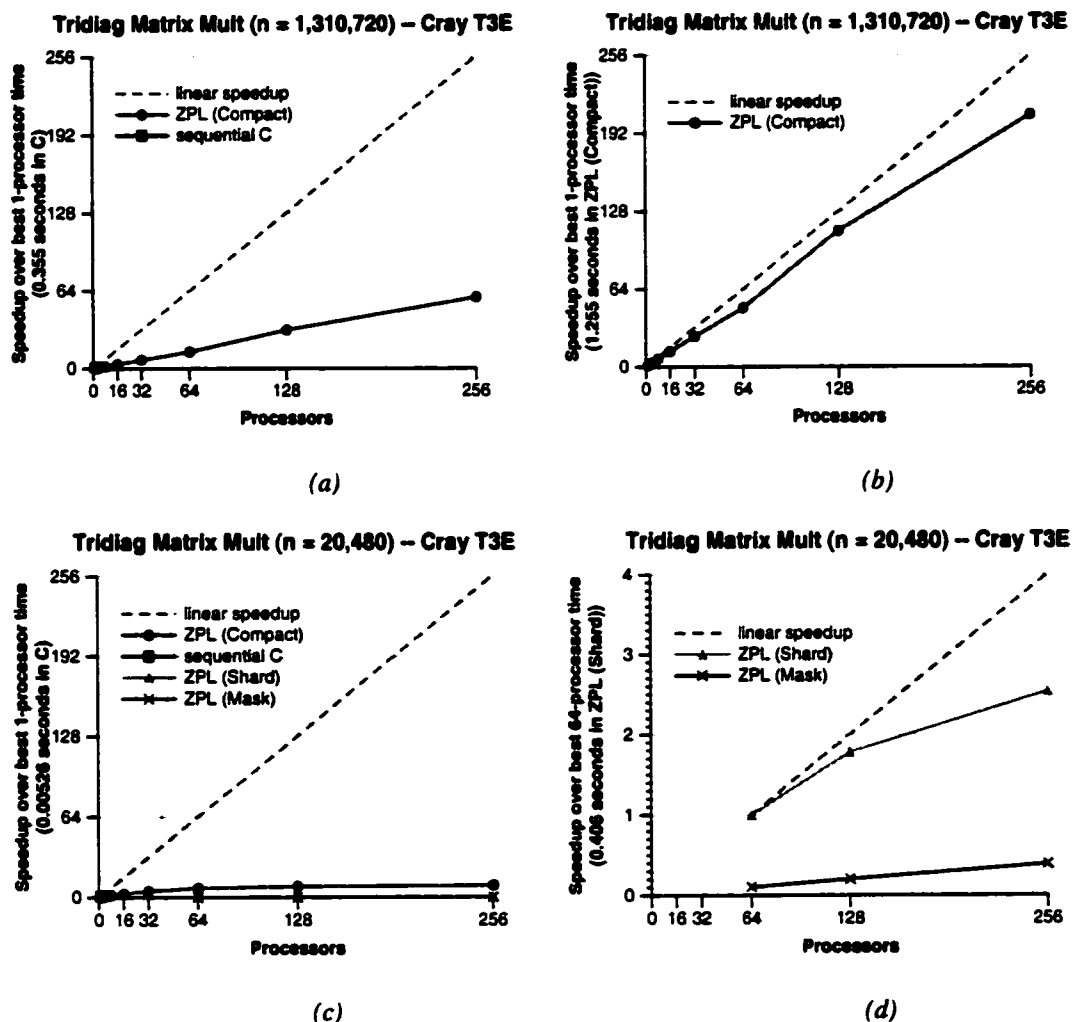 Tridiag Matrix Mult (n = 1,310,720) – Cray T3E
Speedup over best 1-processor time
(0.355 seconds in C)
256
192
128
64
0
linear speedup
ZPL (Compact)
sequential C
0 16 32 64 128 256
Processors
(a)
Tridiag Matrix Mult (n = 1,310,720) – Cray T3E
Speedup over best 1-processor time
(1.255 seconds in ZPL (Compact))
256
192
128
64
0
linear speedup
ZPL (Compact)
0 16 32 64 128 256
Processors
(b)
Tridiag Matrix Mult (n = 20,480) – Cray T3E
Speedup over best 1-processor time
(0.00526 seconds in C)
256
192
128
64
0
linear speedup
ZPL (Compact)
sequential C
ZPL (Shard)
ZPL (Mask)
0 16 32 64 128 256
Processors
(c)
Tridiag Matrix Mult (n = 20,480) – Cray T3E
Speedup over best 64-processor time
(0.406 seconds in ZPL (Shard))
4
3
2
1
0
linear speedup
ZPL (Shard)
ZPL (Mask)
0 16 32 64 128 256
Processors
(d)